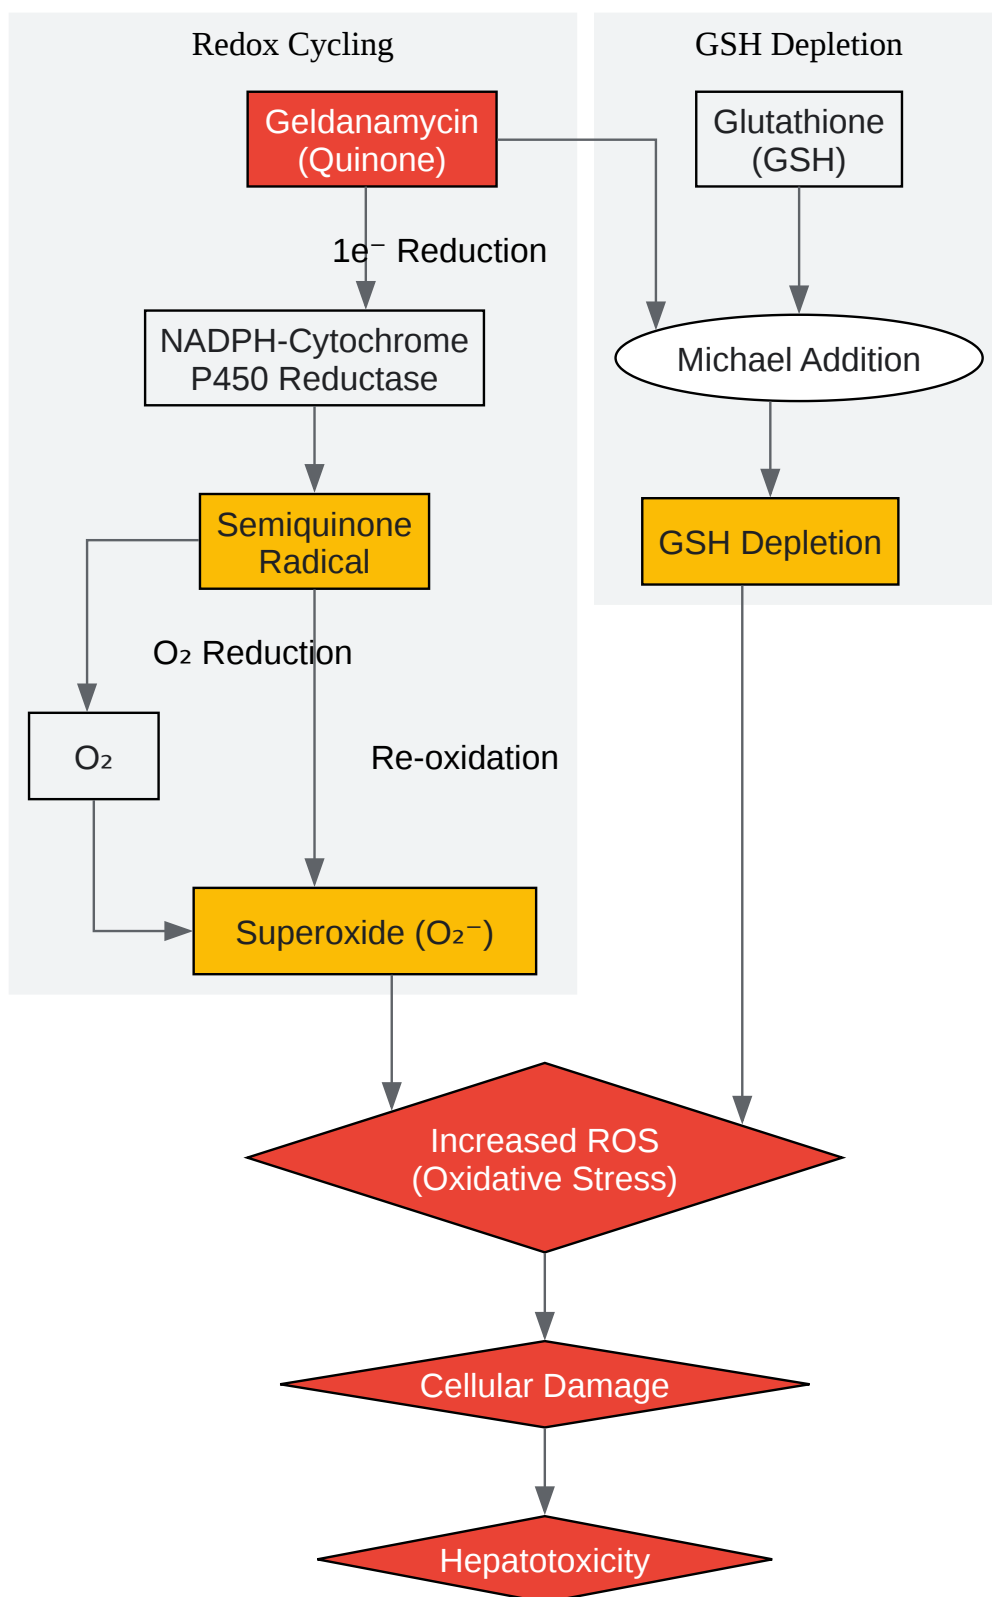 Redox Cycling
GSH Depletion
Geldanamycin
(Quinone)
Glutathione
(GSH)
1e⁻ Reduction
NADPH-Cytochrome
P450 Reductase
Michael Addition
Semiquinone
Radical
GSH Depletion
O₂ Reduction
O₂
Re-oxidation
Superoxide (O₂⁻)
Increased ROS
(Oxidative Stress)
Cellular Damage
Hepatotoxicity